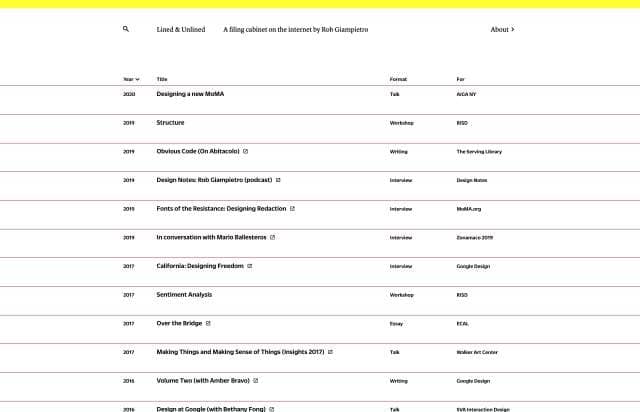 Lined & Unlined A filing cabinet on the internet by Rob Giampietro About
Year Title Format For
2020 Designing a new MoMA Talk AIGA NY
2019 Structure Workshop RISD
2019 Obvious Code (On Abitacolo) Writing The Serving Library
2019 Design Notes: Rob Giampietro (podcast) Interview Design Notes
2019 Fonts of the Resistance: Designing Redaction Interview MoMA.org
2019 In conversation with Mario Ballesteros Interview Zonamaco 2019
2017 California: Designing Freedom Interview Google Design
2017 Sentiment Analysis Workshop RISD
2017 Over the Bridge Essay ECAL
2017 Making Things and Making Sense of Things (Insights 2017) Talk Walker Art Center
2016 Volume Two (with Amber Bravo) Writing Google Design
2016 Design at Google (with Bethany Fong) Talk SVA Interaction Design